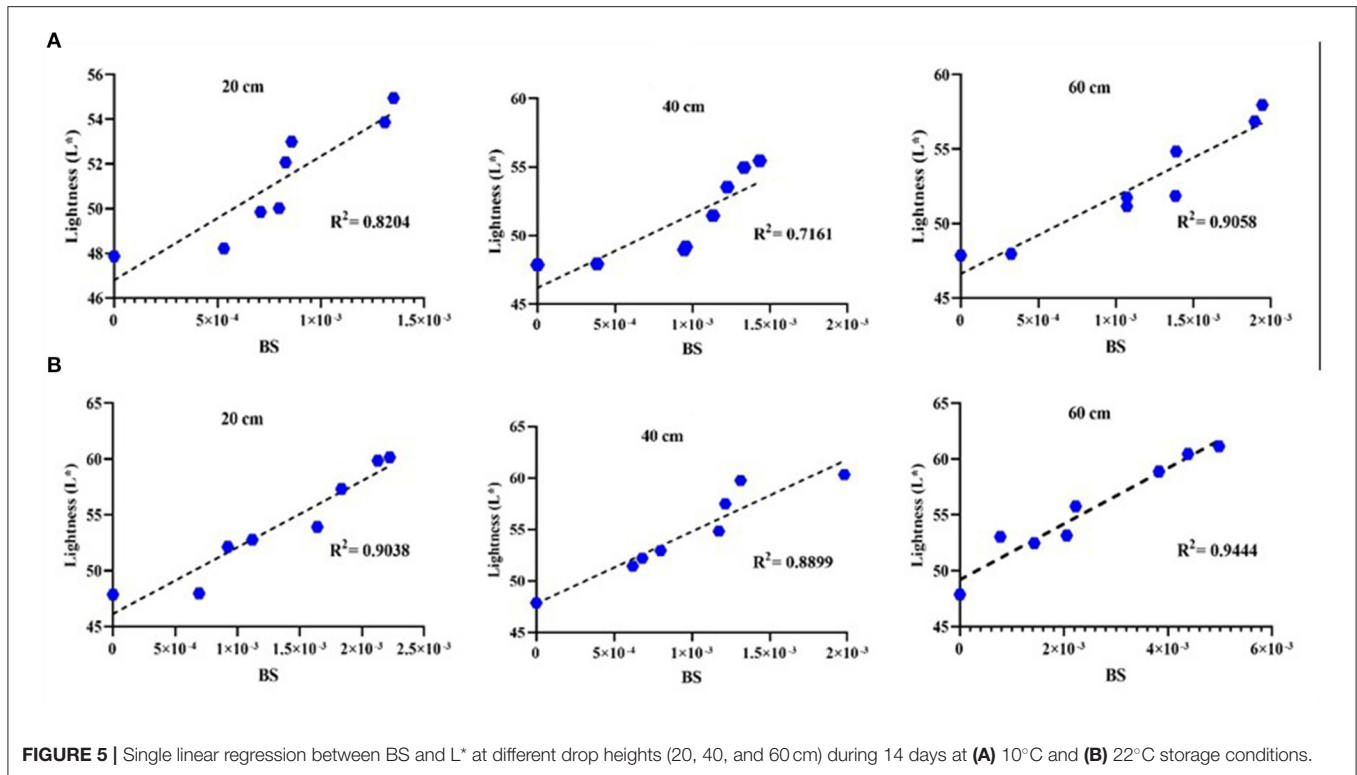 A
56
54
52
50
48
46
Lightness (L*)
20 cm
R²= 0.8204
0 5×10⁻⁴ 1×10⁻³ 1.5×10⁻³
BS
60
55
50
45
Lightness (L*)
40 cm
R²= 0.7161
0 5×10⁻⁴ 1×10⁻³ 1.5×10⁻³ 2×10⁻³
BS
60
55
50
45
Lightness (L*)
60 cm
R²= 0.9058
0 5×10⁻⁴ 1×10⁻³ 1.5×10⁻³ 2×10⁻³
BS
B
65
60
55
50
45
Lightness (L*)
20 cm
R²= 0.9038
0 5×10⁻⁴ 1×10⁻³ 1.5×10⁻³ 2×10⁻³ 2.5×10⁻³
BS
65
60
55
50
45
Lightness (L*)
40 cm
R²= 0.8899
0 5×10⁻⁴ 1×10⁻³ 1.5×10⁻³ 2×10⁻³
BS
65
60
55
50
45
Lightness (L*)
60 cm
R²= 0.9444
0 2×10⁻³ 4×10⁻³ 6×10⁻³
BS
FIGURE 5 | Single linear regression between BS and L* at different drop heights (20, 40, and 60 cm) during 14 days at (A) 10°C and (B) 22°C storage conditions.